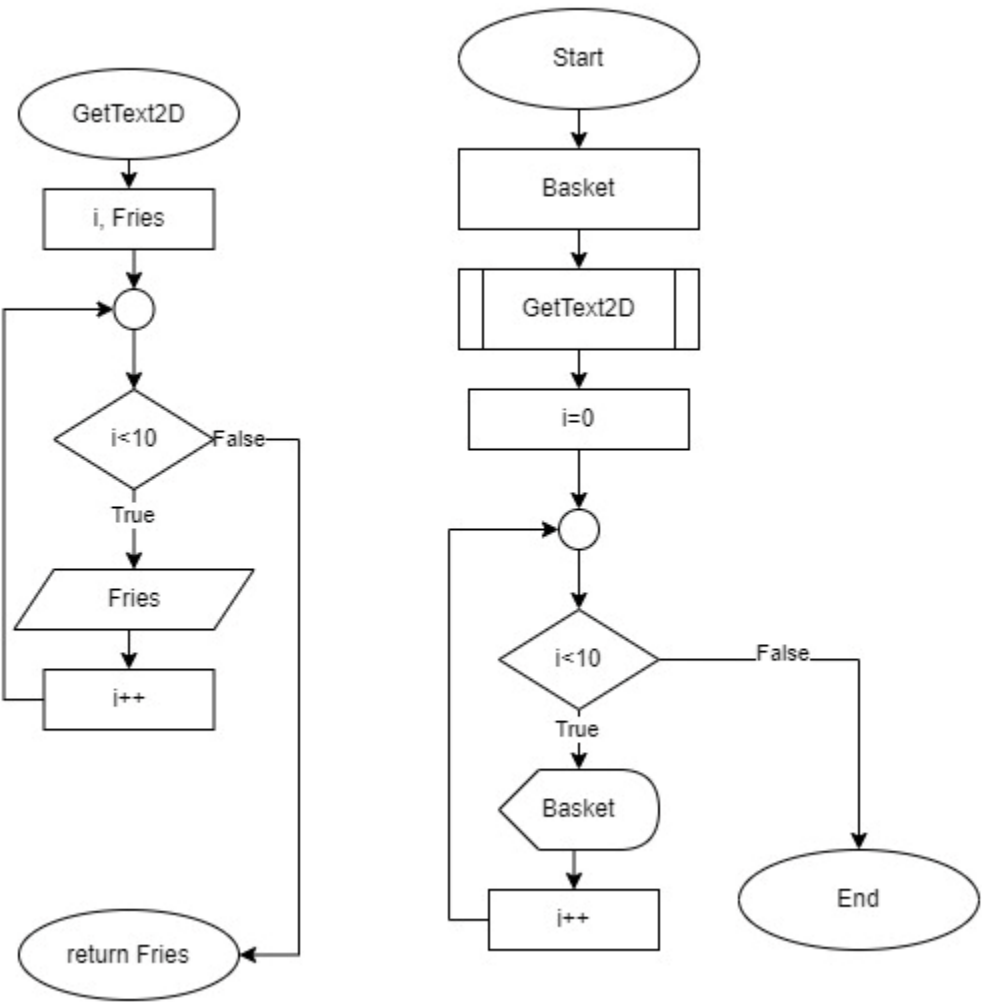 GetText2D
i, Fries
i<10
False
True
Fries
i++
return Fries
Start
Basket
GetText2D
i=0
i<10
False
True
Basket
i++
End